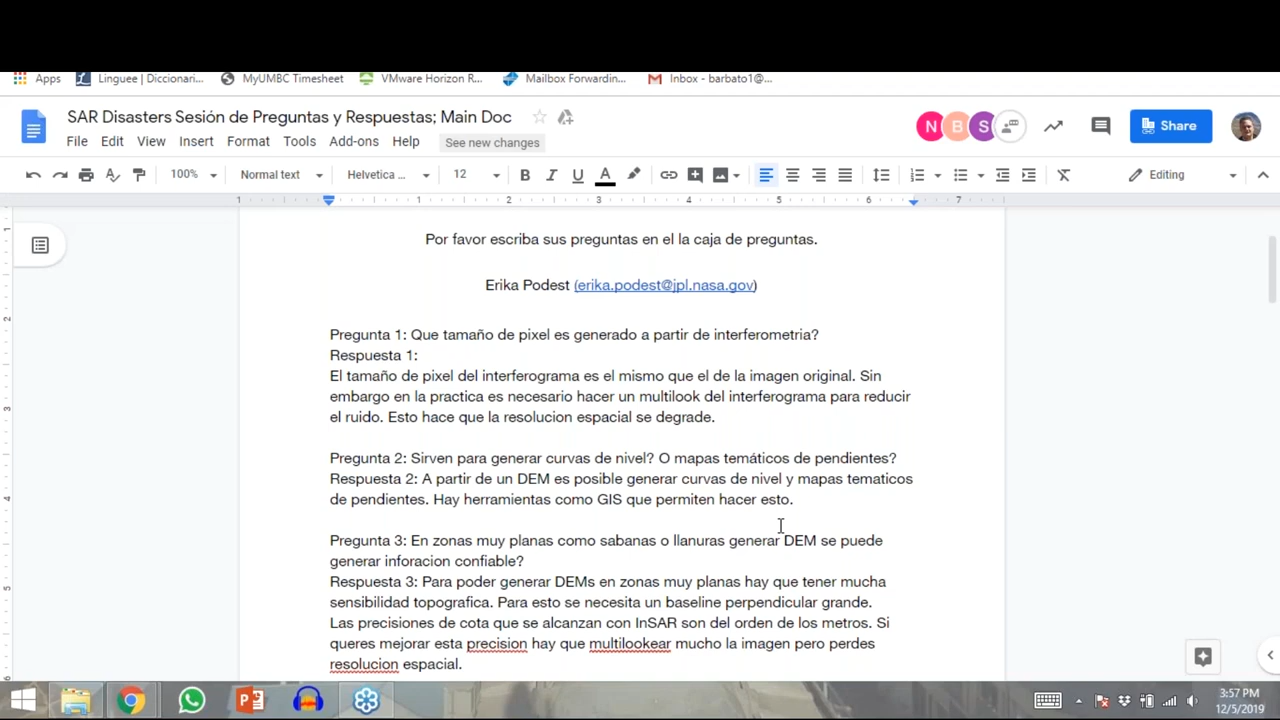 Apps Linguee | Diccionari... MyUMBC Timesheet VMware Horizon R... Mailbox Forwardin... Inbox - barbato1@...
SAR Disasters Sesión de Preguntas y Respuestas; Main Doc
N B S Share
File Edit View Insert Format Tools Add-ons Help See new changes
100% Normal text Helvetica ... 12 B I U A Editing
1 1 2 3 4 5 6 7
Por favor escriba sus preguntas en el la caja de preguntas.
Erika Podest (erika.podest@jpl.nasa.gov)
Pregunta 1: Que tamaño de pixel es generado a partir de interferometria?
Respuesta 1:
El tamaño de pixel del interferograma es el mismo que el de la imagen original. Sin
embargo en la practica es necesario hacer un multilook del interferograma para reducir
el ruido. Esto hace que la resolucion espacial se degrade.
Pregunta 2: Sirven para generar curvas de nivel? O mapas temáticos de pendientes?
Respuesta 2: A partir de un DEM es posible generar curvas de nivel y mapas tematicos
de pendientes. Hay herramientas como GIS que permiten hacer esto.
Pregunta 3: En zonas muy planas como sabanas o llanuras generar DEM se puede
generar inforacion confiable?
Respuesta 3: Para poder generar DEMs en zonas muy planas hay que tener mucha
sensibilidad topografica. Para esto se necesita un baseline perpendicular grande.
Las precisiones de cota que se alcanzan con InSAR son del orden de los metros. Si
queres mejorar esta precision hay que multilookear mucho la imagen pero perdes
resolucion espacial.
3:57 PM
12/5/2019